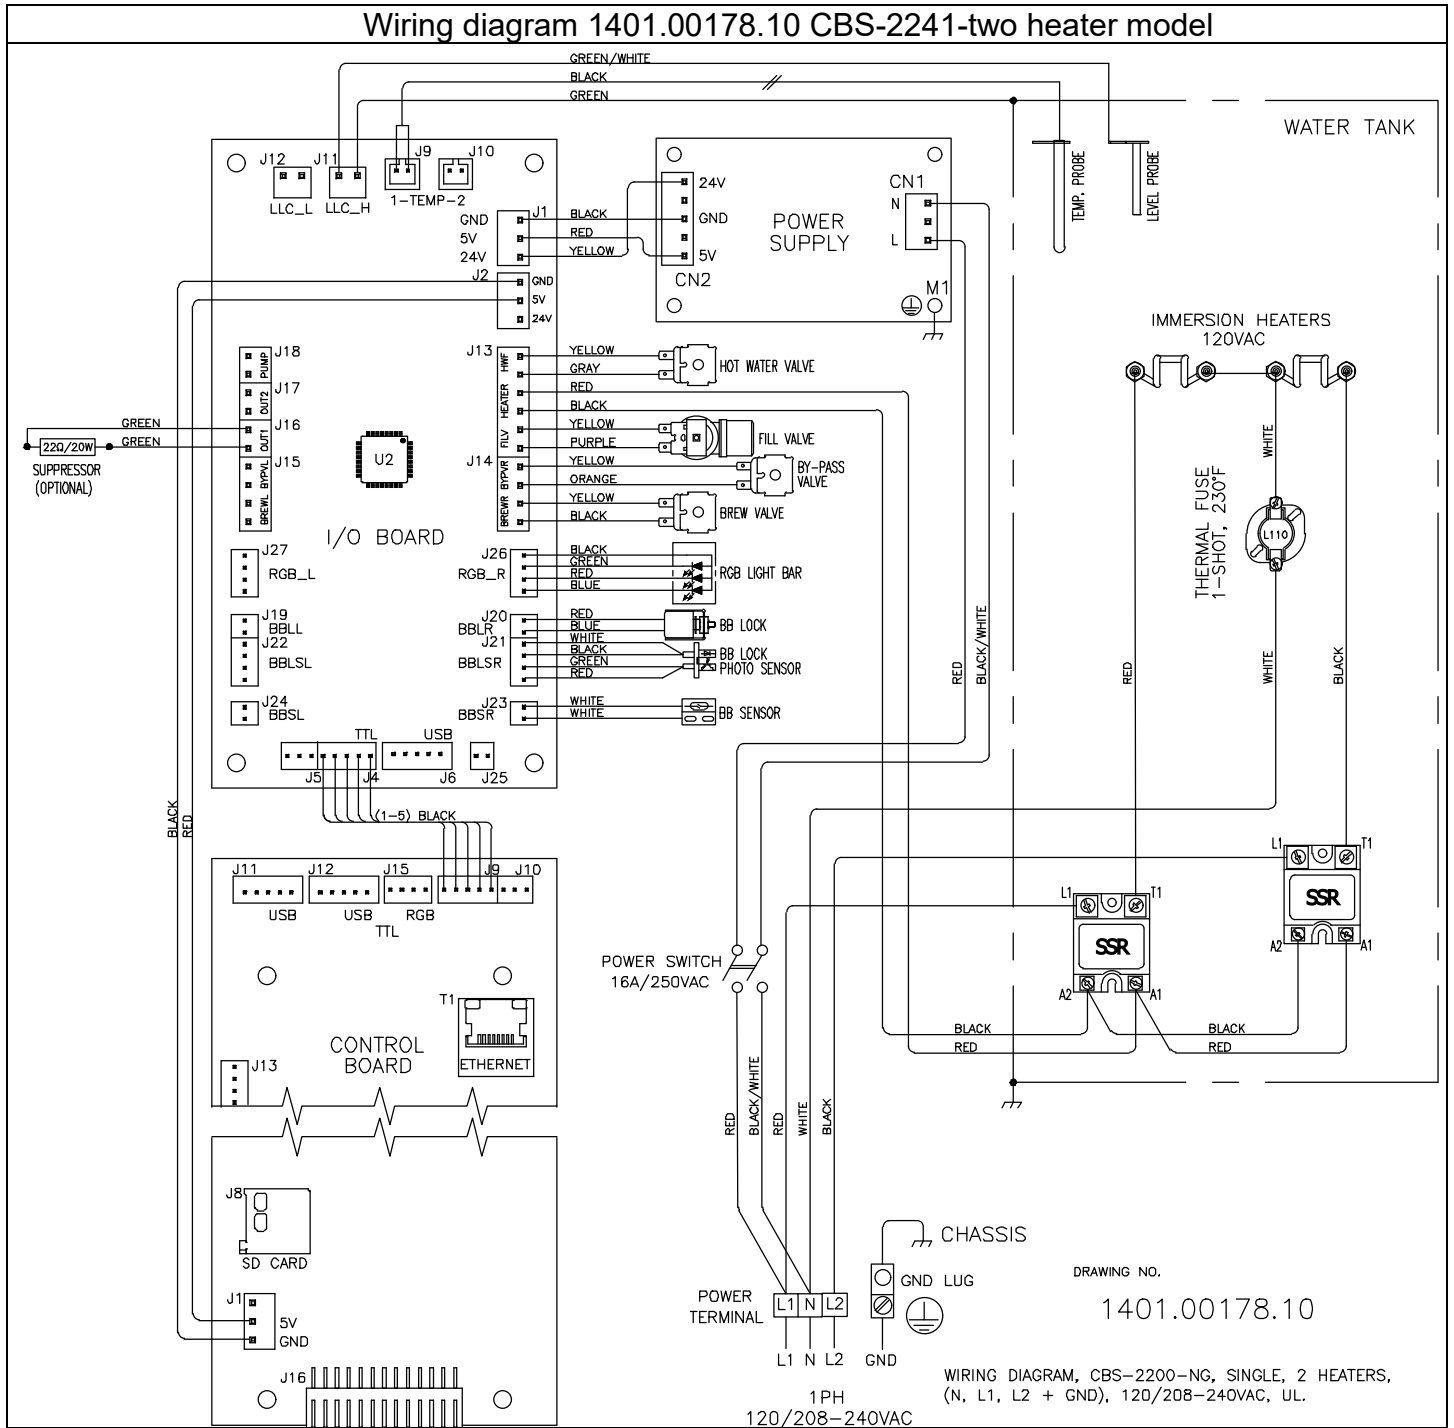 Wiring diagram 1401.00178.10 CBS-2241-two heater model
GREEN/WHITE
BLACK
GREEN
WATER TANK
J12
J11
J9
J10
LLC_L
LLC_H
1-TEMP-2
TEMP. PROBE
LEVEL PROBE
J1
GND
5V
24V
BLACK
RED
YELLOW
24V
GND
5V
CN2
POWER
SUPPLY
CN1
N
L
M1
J2
GND
5V
24V
IMMERSION HEATERS
120VAC
J18
PUMP
J17
OUT2
J16
OUT1
J15
BYPVL
BREWL
GREEN
GREEN
22Ω/20W
SUPPRESSOR
(OPTIONAL)
U2
I/O BOARD
J13
HWF
HEATER
FILV
J14
BYPVR
BREWR
YELLOW
GRAY
HOT WATER VALVE
RED
BLACK
YELLOW
PURPLE
FILL VALVE
YELLOW
ORANGE
BY-PASS
VALVE
YELLOW
BLACK
BREW VALVE
WHITE
THERMAL FUSE
1-SHOT, 230°F
L110
J27
RGB_L
J26
RGB_R
BLACK
GREEN
RED
BLUE
RGB LIGHT BAR
J19
BBLL
J22
BBLSL
J20
BBLR
J21
BBLSR
RED
BLUE
BB LOCK
WHITE
BLACK
GREEN
RED
BB LOCK
PHOTO SENSOR
J24
BBSL
J23
BBSR
WHITE
WHITE
BB SENSOR
RED
BLACK/WHITE
RED
WHITE
BLACK
TTL
USB
J5
J4
J6
J25
(1-5) BLACK
BLACK
RED
J11
J12
J15
J9
J10
USB
USB
RGB
TTL
L1
T1
SSR
A2
A1
L1
T1
SSR
A2
A1
POWER SWITCH
16A/250VAC
T1
ETHERNET
CONTROL
BOARD
J13
BLACK
RED
BLACK
RED
RED
BLACK/WHITE
RED
WHITE
BLACK
J8
SD CARD
CHASSIS
GND LUG
POWER
TERMINAL
L1
N
L2
L1 N L2
GND
1PH
120/208-240VAC
J1
5V
GND
J16
DRAWING NO.
1401.00178.10
WIRING DIAGRAM, CBS-2200-NG, SINGLE, 2 HEATERS,
(N, L1, L2 + GND), 120/208-240VAC, UL.